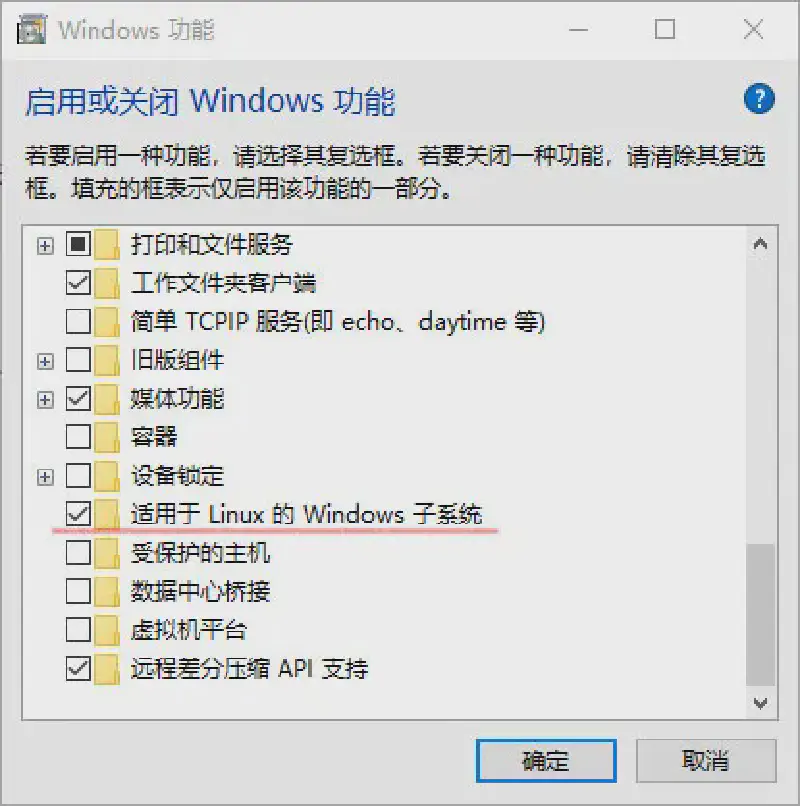 Windows 功能
启用或关闭 Windows 功能
若要启用一种功能，请选择其复选框。若要关闭一种功能，请清除其复选
框。填充的框表示仅启用该功能的一部分。
打印和文件服务
工作文件夹客户端
简单 TCPIP 服务(即 echo、daytime 等)
旧版组件
媒体功能
容器
设备锁定
适用于 Linux 的 Windows 子系统
受保护的主机
数据中心桥接
虚拟机平台
远程差分压缩 API 支持
确定
取消